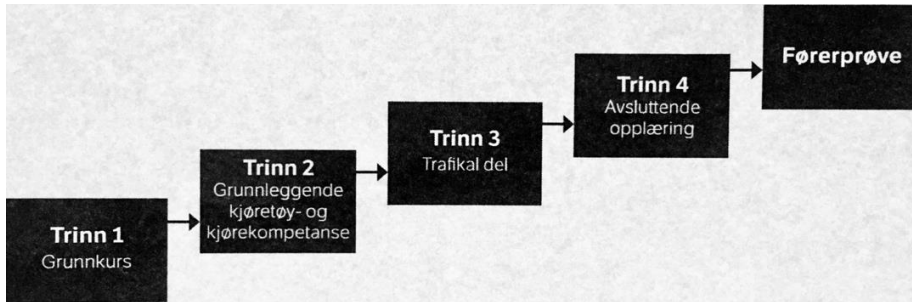 Trinn 1
Grunnkurs
Trinn 2
Grunnleggende
kjøretøy- og
kjørekompetanse
Trinn 3
Trafikal del
Trinn 4
Avsluttende
opplæring
Førerprøve